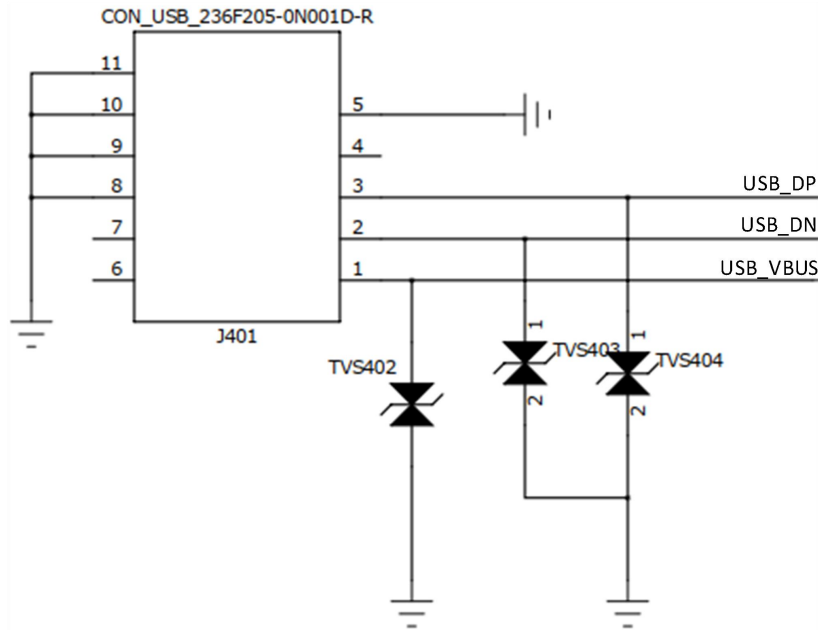 CON_USB_236F205-0N001D-R
11
10
5
9
4
8
3
USB_DP
7
2
USB_DN
6
1
USB_VBUS
J401
1
1
TVS402
TVS403
TVS404
2
2